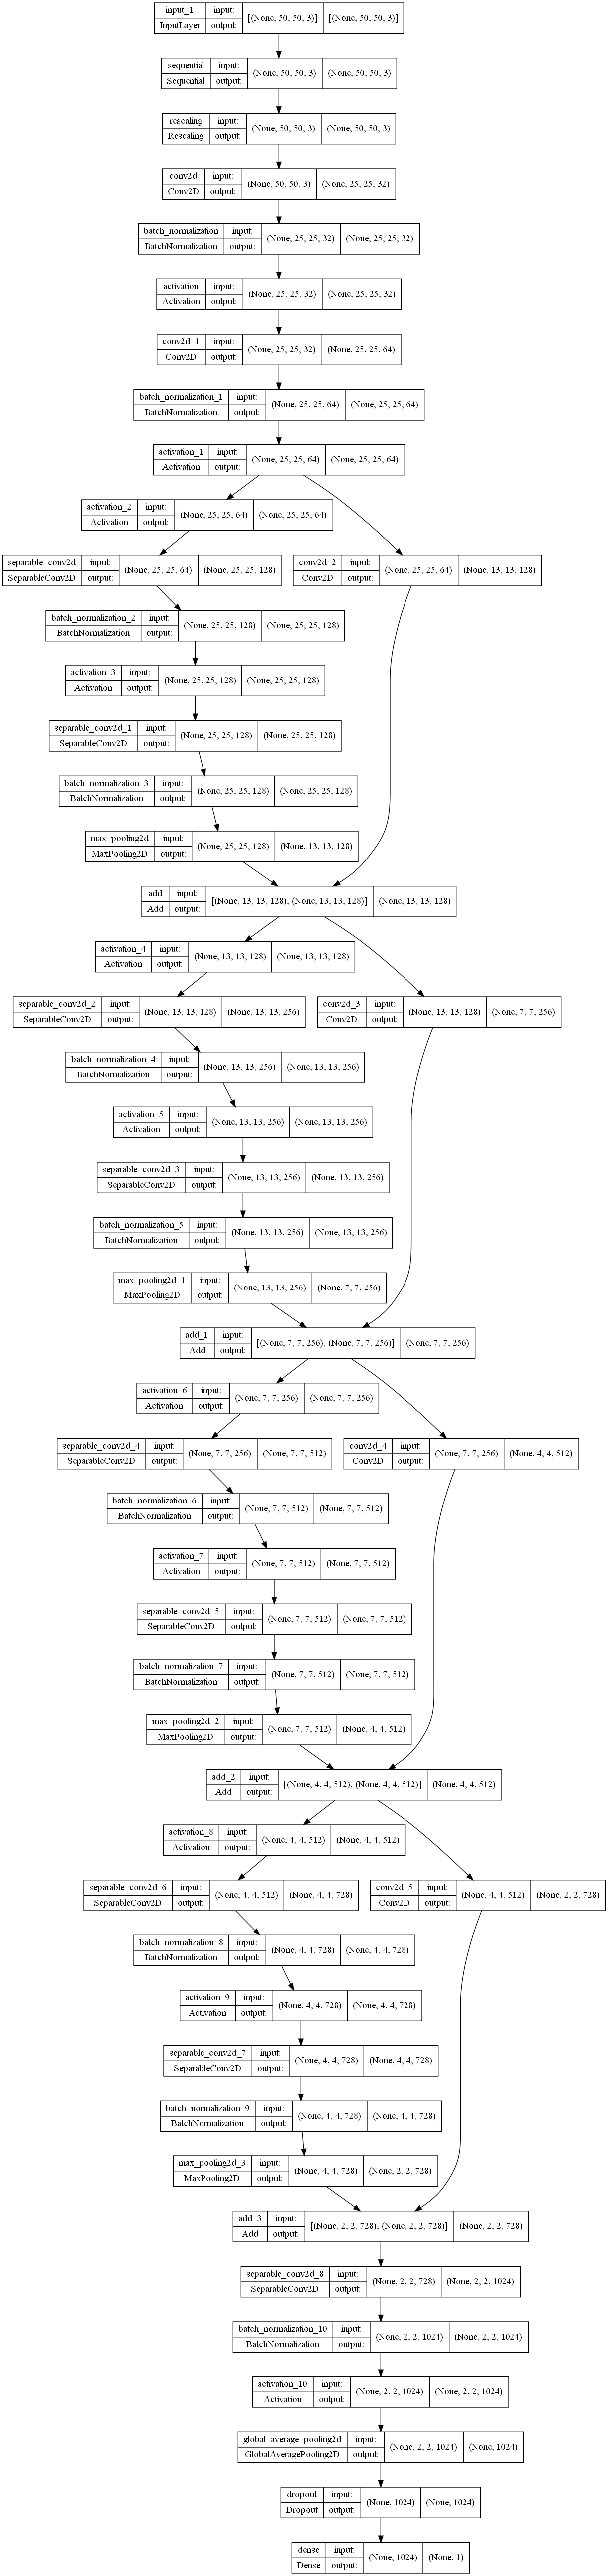 input_1 input: [(None, 50, 50, 3)] [(None, 50, 50, 3)]
InputLayer output:
sequential input: (None, 50, 50, 3) (None, 50, 50, 3)
Sequential output:
rescaling input: (None, 50, 50, 3) (None, 50, 50, 3)
Rescaling output:
conv2d input: (None, 50, 50, 3) (None, 25, 25, 32)
Conv2D output:
batch_normalization input: (None, 25, 25, 32) (None, 25, 25, 32)
BatchNormalization output:
activation input: (None, 25, 25, 32) (None, 25, 25, 32)
Activation output:
conv2d_1 input: (None, 25, 25, 32) (None, 25, 25, 64)
Conv2D output:
batch_normalization_1 input: (None, 25, 25, 64) (None, 25, 25, 64)
BatchNormalization output:
activation_1 input: (None, 25, 25, 64) (None, 25, 25, 64)
Activation output:
activation_2 input: (None, 25, 25, 64) (None, 25, 25, 64)
Activation output:
separable_conv2d input: (None, 25, 25, 64) (None, 25, 25, 128)
SeparableConv2D output:
conv2d_2 input: (None, 25, 25, 64) (None, 13, 13, 128)
Conv2D output:
batch_normalization_2 input: (None, 25, 25, 128) (None, 25, 25, 128)
BatchNormalization output:
activation_3 input: (None, 25, 25, 128) (None, 25, 25, 128)
Activation output:
separable_conv2d_1 input: (None, 25, 25, 128) (None, 25, 25, 128)
SeparableConv2D output:
batch_normalization_3 input: (None, 25, 25, 128) (None, 25, 25, 128)
BatchNormalization output:
max_pooling2d input: (None, 25, 25, 128) (None, 13, 13, 128)
MaxPooling2D output:
add input: [(None, 13, 13, 128), (None, 13, 13, 128)] (None, 13, 13, 128)
Add output:
activation_4 input: (None, 13, 13, 128) (None, 13, 13, 128)
Activation output:
separable_conv2d_2 input: (None, 13, 13, 128) (None, 13, 13, 256)
SeparableConv2D output:
conv2d_3 input: (None, 13, 13, 128) (None, 7, 7, 256)
Conv2D output:
batch_normalization_4 input: (None, 13, 13, 256) (None, 13, 13, 256)
BatchNormalization output:
activation_5 input: (None, 13, 13, 256) (None, 13, 13, 256)
Activation output:
separable_conv2d_3 input: (None, 13, 13, 256) (None, 13, 13, 256)
SeparableConv2D output:
batch_normalization_5 input: (None, 13, 13, 256) (None, 13, 13, 256)
BatchNormalization output:
max_pooling2d_1 input: (None, 13, 13, 256) (None, 7, 7, 256)
MaxPooling2D output:
add_1 input: [(None, 7, 7, 256), (None, 7, 7, 256)] (None, 7, 7, 256)
Add output:
activation_6 input: (None, 7, 7, 256) (None, 7, 7, 256)
Activation output:
separable_conv2d_4 input: (None, 7, 7, 256) (None, 7, 7, 512)
SeparableConv2D output:
conv2d_4 input: (None, 7, 7, 256) (None, 4, 4, 512)
Conv2D output:
batch_normalization_6 input: (None, 7, 7, 512) (None, 7, 7, 512)
BatchNormalization output:
activation_7 input: (None, 7, 7, 512) (None, 7, 7, 512)
Activation output:
separable_conv2d_5 input: (None, 7, 7, 512) (None, 7, 7, 512)
SeparableConv2D output:
batch_normalization_7 input: (None, 7, 7, 512) (None, 7, 7, 512)
BatchNormalization output:
max_pooling2d_2 input: (None, 7, 7, 512) (None, 4, 4, 512)
MaxPooling2D output:
add_2 input: [(None, 4, 4, 512), (None, 4, 4, 512)] (None, 4, 4, 512)
Add output:
activation_8 input: (None, 4, 4, 512) (None, 4, 4, 512)
Activation output:
separable_conv2d_6 input: (None, 4, 4, 512) (None, 4, 4, 728)
SeparableConv2D output:
conv2d_5 input: (None, 4, 4, 512) (None, 2, 2, 728)
Conv2D output:
batch_normalization_8 input: (None, 4, 4, 728) (None, 4, 4, 728)
BatchNormalization output:
activation_9 input: (None, 4, 4, 728) (None, 4, 4, 728)
Activation output:
separable_conv2d_7 input: (None, 4, 4, 728) (None, 4, 4, 728)
SeparableConv2D output:
batch_normalization_9 input: (None, 4, 4, 728) (None, 4, 4, 728)
BatchNormalization output:
max_pooling2d_3 input: (None, 4, 4, 728) (None, 2, 2, 728)
MaxPooling2D output:
add_3 input: [(None, 2, 2, 728), (None, 2, 2, 728)] (None, 2, 2, 728)
Add output:
separable_conv2d_8 input: (None, 2, 2, 728) (None, 2, 2, 1024)
SeparableConv2D output:
batch_normalization_10 input: (None, 2, 2, 1024) (None, 2, 2, 1024)
BatchNormalization output:
activation_10 input: (None, 2, 2, 1024) (None, 2, 2, 1024)
Activation output:
global_average_pooling2d input: (None, 2, 2, 1024) (None, 1024)
GlobalAveragePooling2D output:
dropout input: (None, 1024) (None, 1024)
Dropout output:
dense input: (None, 1024) (None, 1)
Dense output: